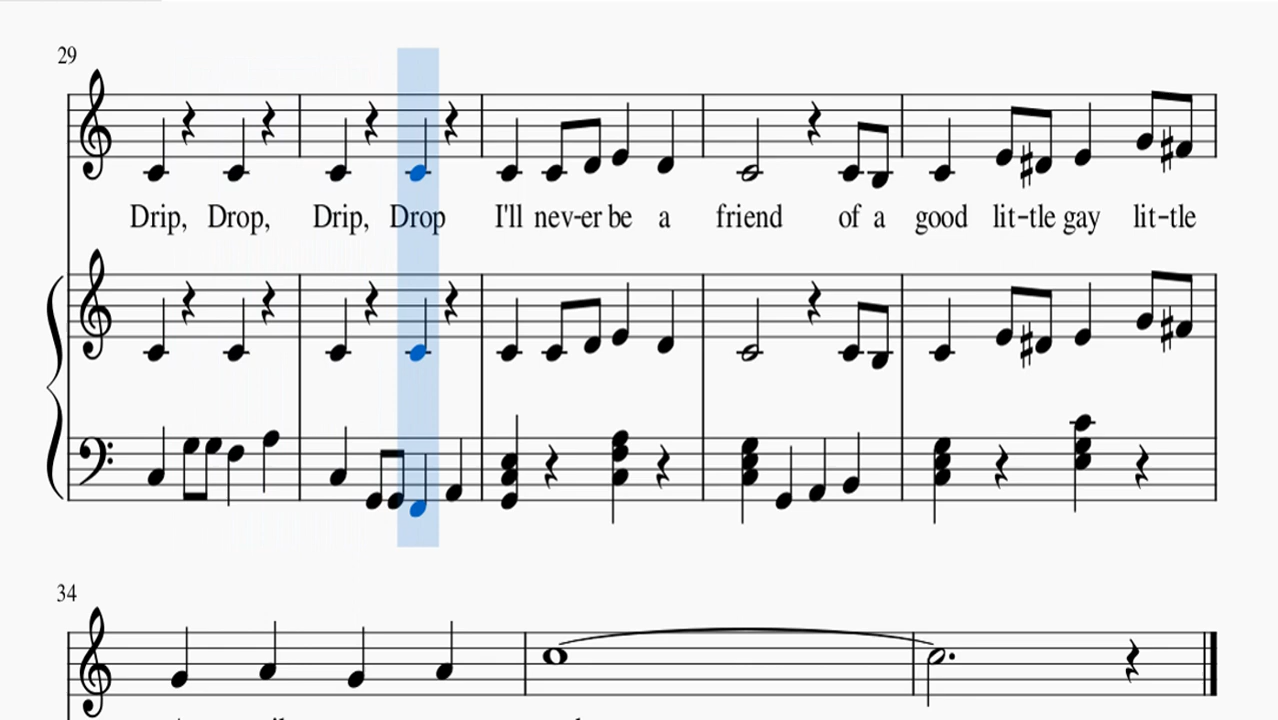 29
Drip, Drop, Drip, Drop I'll nev-er be a friend of a good lit-tle gay lit-tle
34